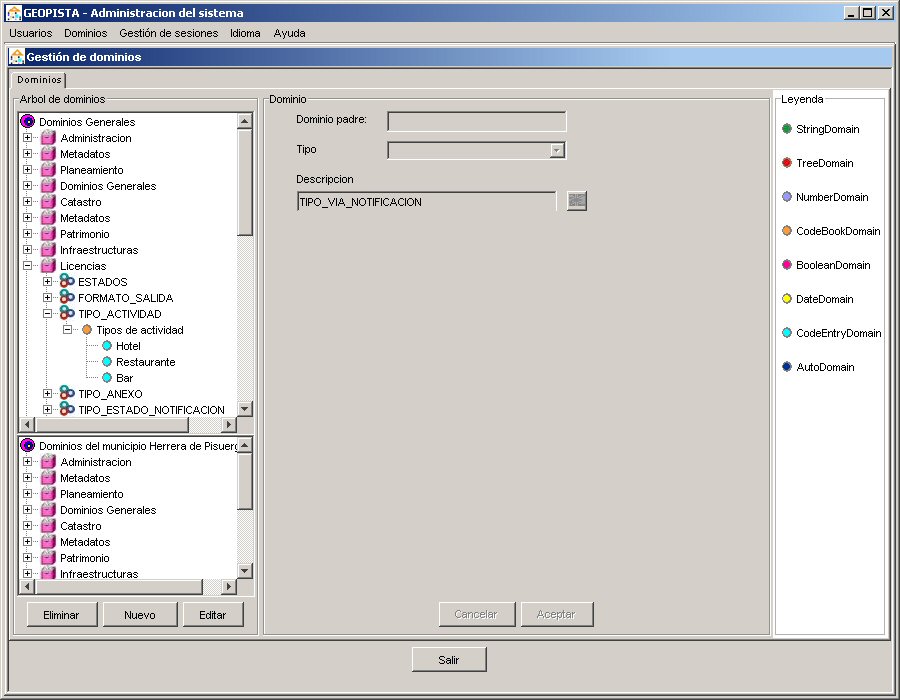 GEOPISTA - Administracion del sistema
Usuarios Dominios Gestión de sesiones Idioma Ayuda
Gestión de dominios
Dominios
Arbol de dominios
Dominios Generales
Administracion
Metadatos
Planeamiento
Dominios Generales
Catastro
Metadatos
Patrimonio
Infraestructuras
Licencias
ESTADOS
FORMATO_SALIDA
TIPO_ACTIVIDAD
Tipos de actividad
Hotel
Restaurante
Bar
TIPO_ANEXO
TIPO_ESTADO_NOTIFICACION
Dominios del municipio Herrera de Pisuerg
Administracion
Metadatos
Planeamiento
Dominios Generales
Catastro
Metadatos
Patrimonio
Infraestructuras
Eliminar Nuevo Editar
Dominio
Dominio padre:
Tipo
Descripcion
TIPO_VIA_NOTIFICACION
Cancelar Aceptar
Leyenda
StringDomain
TreeDomain
NumberDomain
CodeBookDomain
BooleanDomain
DateDomain
CodeEntryDomain
AutoDomain
Salir